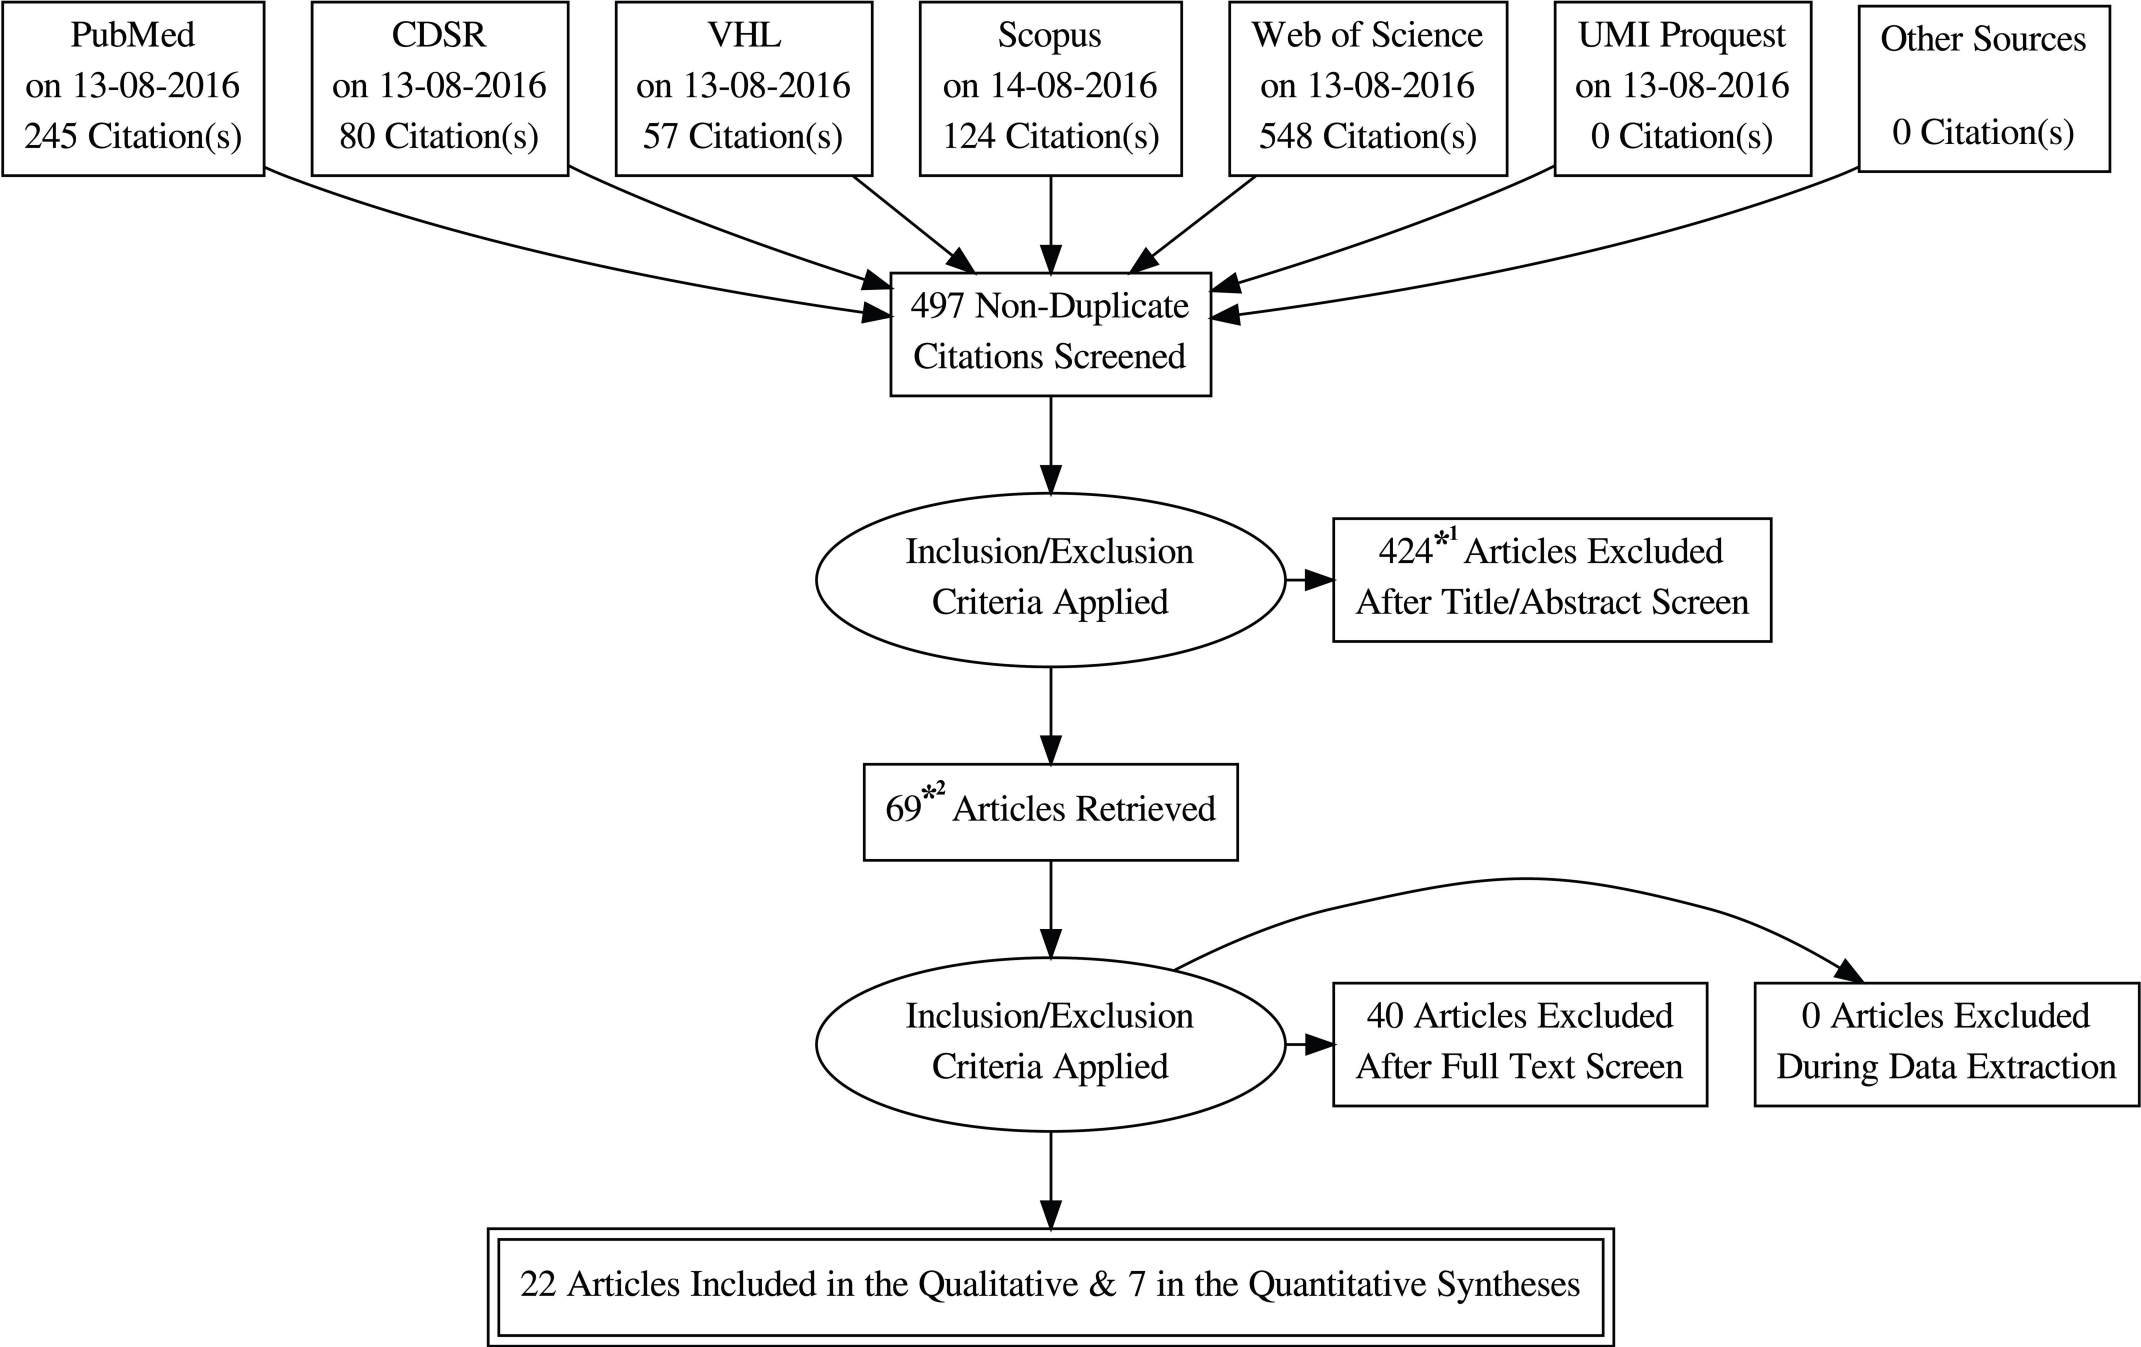 PubMed
on 13-08-2016
245 Citation(s)
CDSR
on 13-08-2016
80 Citation(s)
VHL
on 13-08-2016
57 Citation(s)
Scopus
on 14-08-2016
124 Citation(s)
Web of Science
on 13-08-2016
548 Citation(s)
UMI Proquest
on 13-08-2016
0 Citation(s)
Other Sources
0 Citation(s)
497 Non-Duplicate
Citations Screened
Inclusion/Exclusion
Criteria Applied
424*1 Articles Excluded
After Title/Abstract Screen
69*2 Articles Retrieved
Inclusion/Exclusion
Criteria Applied
40 Articles Excluded
After Full Text Screen
0 Articles Excluded
During Data Extraction
22 Articles Included in the Qualitative & 7 in the Quantitative Syntheses